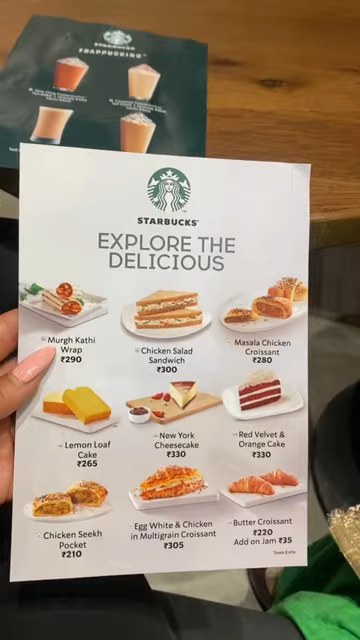 STARBUCKS
FRAPPUCCINO
STARBUCKS
EXPLORE THE
DELICIOUS
Murgh Kathi
Wrap
₹290
Chicken Salad
Sandwich
₹300
Masala Chicken
Croissant
₹280
Lemon Loaf
Cake
₹265
New York
Cheesecake
₹330
Red Velvet &
Orange Cake
₹330
Chicken Seekh
Pocket
₹210
Egg White & Chicken
in Multigrain Croissant
₹305
Butter Croissant
₹220
Add on Jam ₹35
Taxes Extra